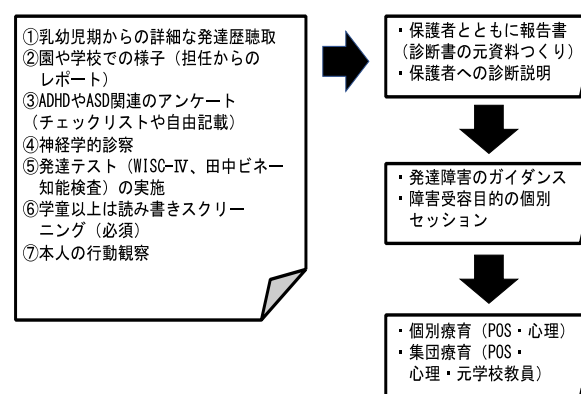 ①乳幼児期からの詳細な発達歴聴取
②園や学校での様子（担任からの
レポート）
③ADHDやASD関連のアンケート
（チェックリストや自由記載）
④神経学的診察
⑤発達テスト（WISC-Ⅳ、田中ビネー
知能検査）の実施
⑥学童以上は読み書きスクリー
ニング（必須）
⑦本人の行動観察
・保護者とともに報告書
（診断書の元資料つくり）
・保護者への診断説明
・発達障害のガイダンス
・障害受容目的の個別
セッション
・個別療育（POS・心理）
・集団療育（POS・
心理・元学校教員）